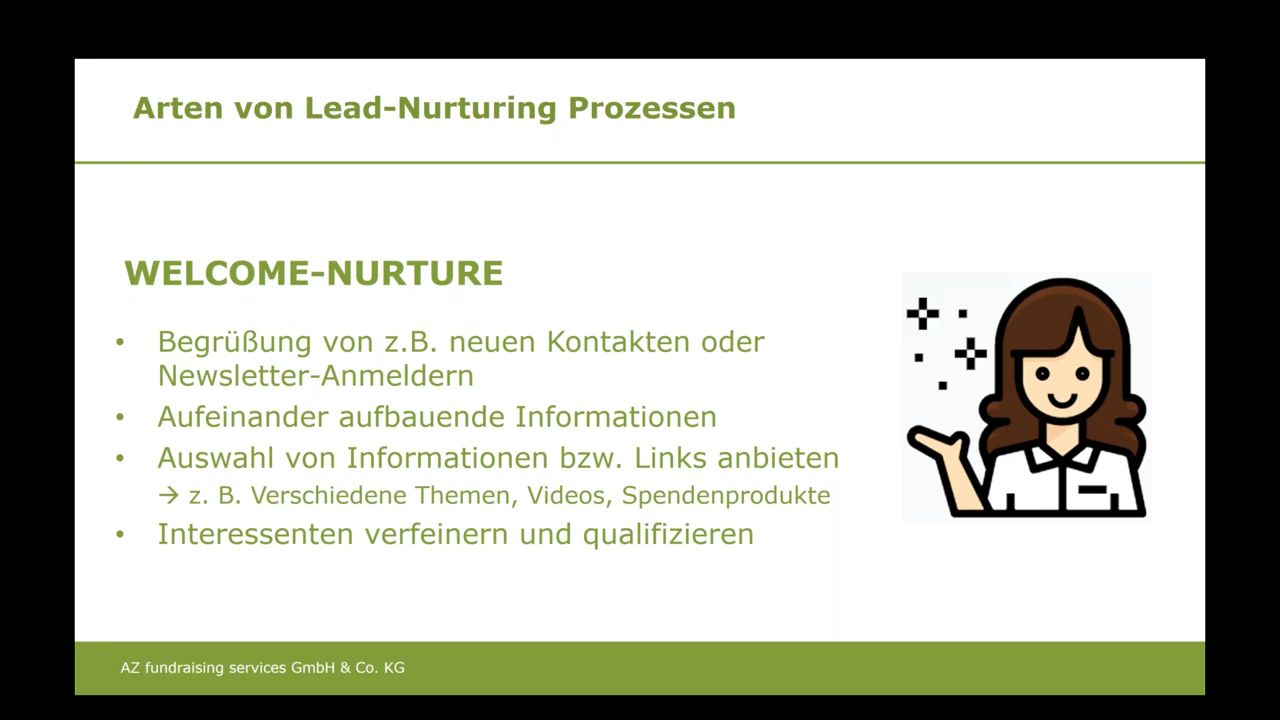 Arten von Lead-Nurturing Prozessen
WELCOME-NURTURE
• Begrüßung von z.B. neuen Kontakten oder
Newsletter-Anmeldern
• Aufeinander aufbauende Informationen
• Auswahl von Informationen bzw. Links anbieten
→ z. B. Verschiedene Themen, Videos, Spendenprodukte
• Interessenten verfeinern und qualifizieren
AZ fundraising services GmbH & Co. KG